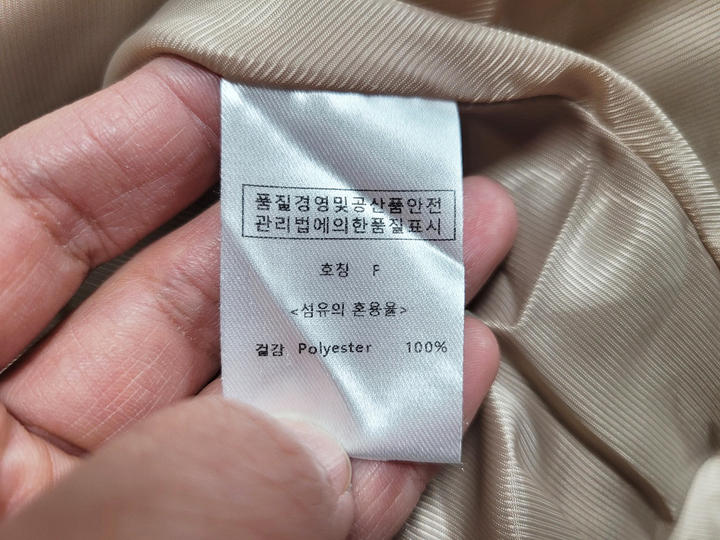 품질경영및공산품안전
관리법에의한품질표시
호칭 F
<섬유의 혼용율>
겉감 Polyester 100%